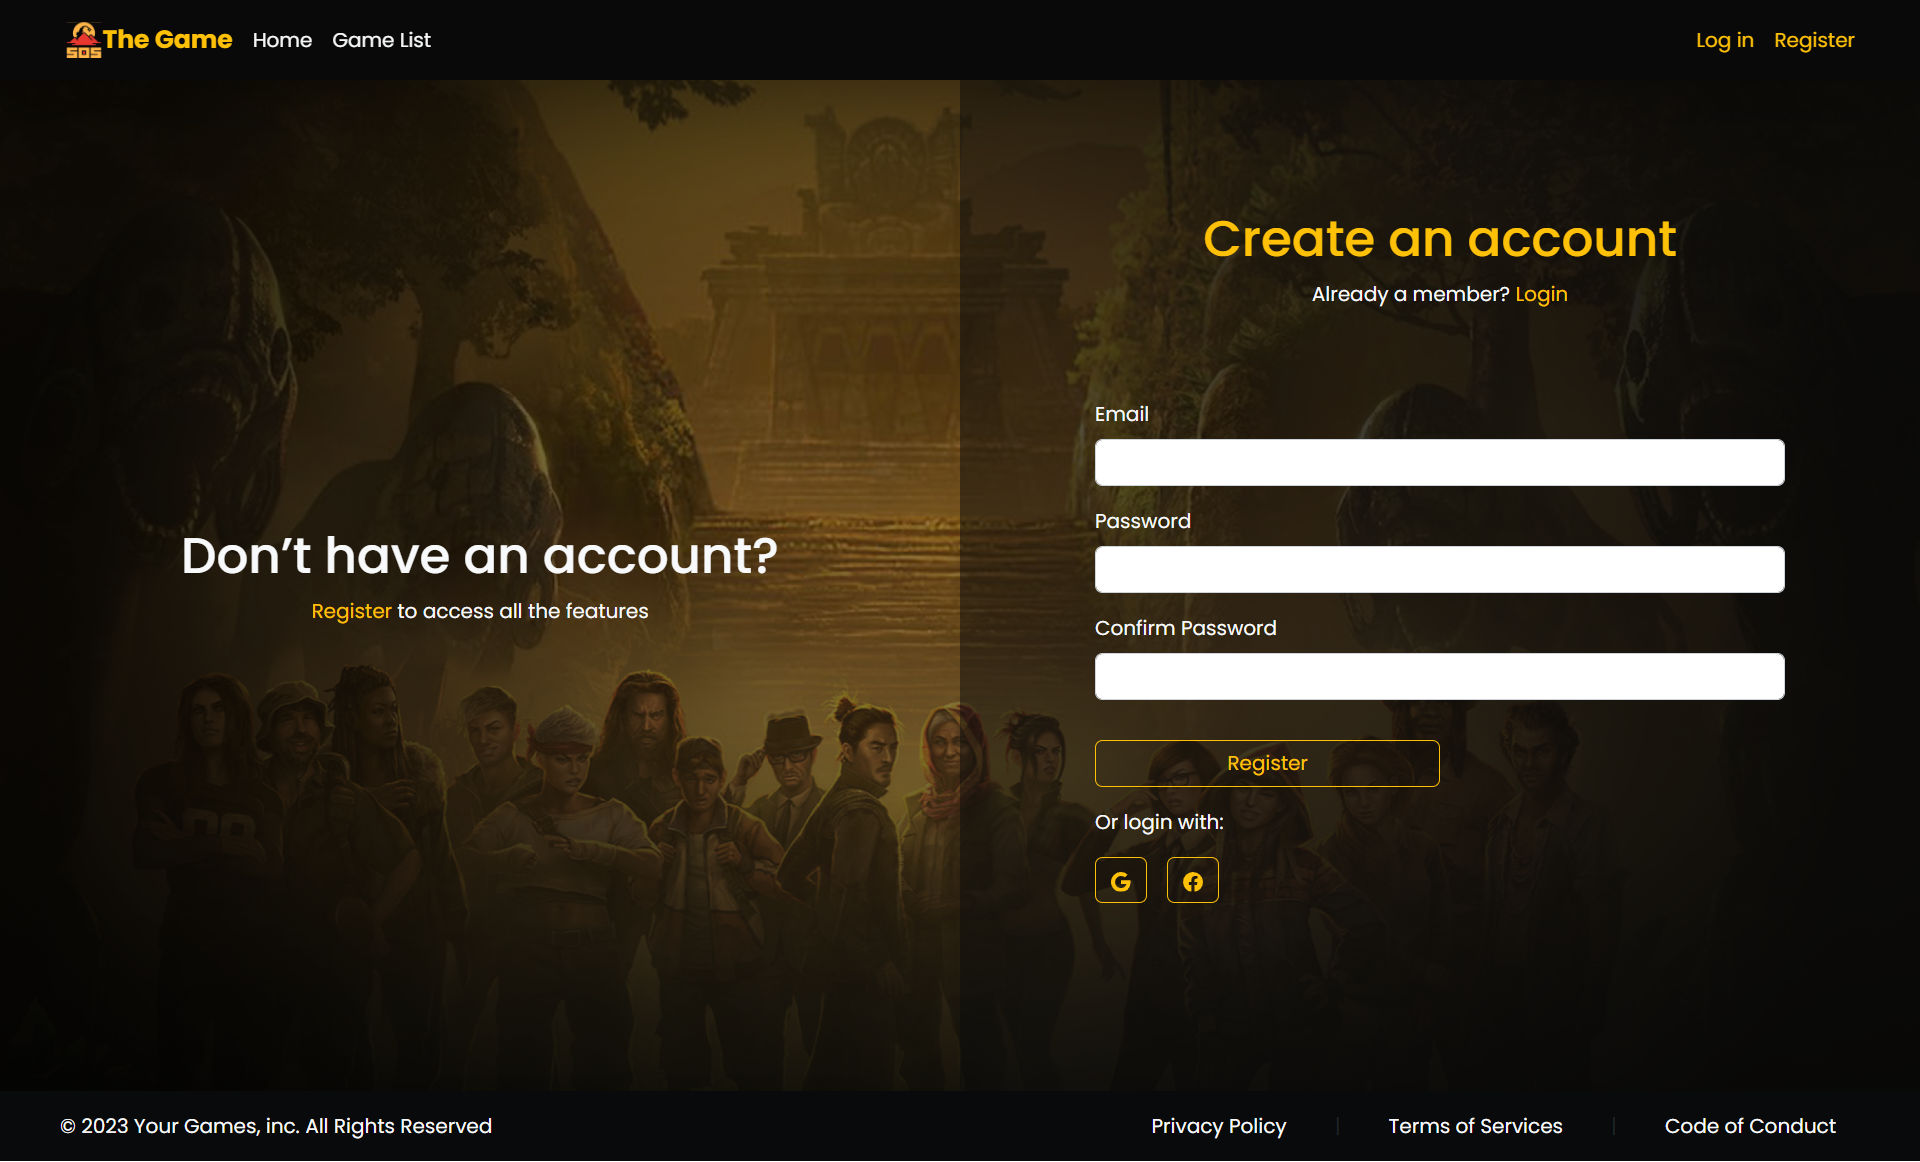 SOS The Game Home Game List Log in Register
Don't have an account?
Register to access all the features
Create an account
Already a member? Login
Email
Password
Confirm Password
Register
Or login with:
© 2023 Your Games, inc. All Rights Reserved Privacy Policy | Terms of Services | Code of Conduct